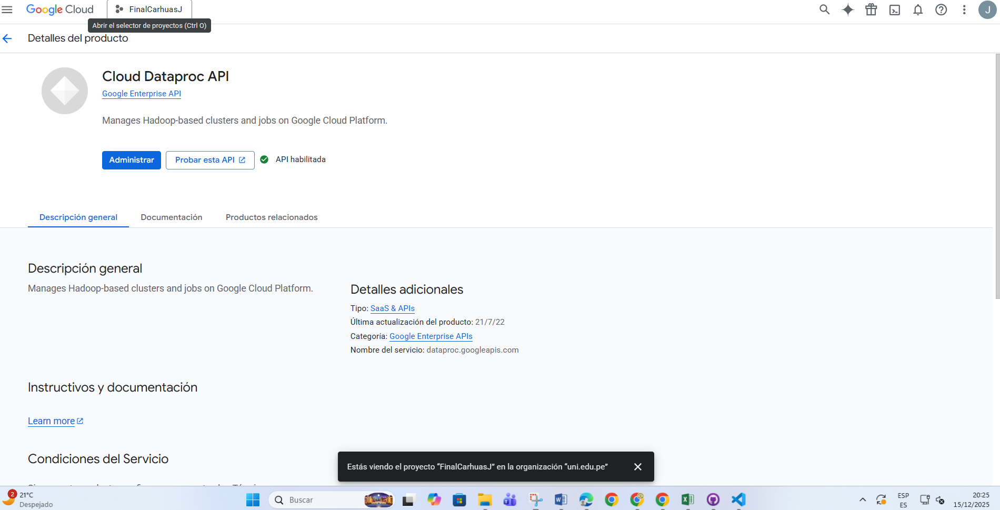 Google Cloud
FinalCarhuasJ
J
Abrir el selector de proyectos (Ctrl O)
Detalles del producto
Cloud Dataproc API
Google Enterprise API
Manages Hadoop-based clusters and jobs on Google Cloud Platform.
Administrar
Probar esta API
API habilitada
Descripción general
Documentación
Productos relacionados
Descripción general
Manages Hadoop-based clusters and jobs on Google Cloud Platform.
Detalles adicionales
Tipo: SaaS & APIs
Última actualización del producto: 21/7/22
Categoría: Google Enterprise APIs
Nombre del servicio: dataproc.googleapis.com
Instructivos y documentación
Learn more
Condiciones del Servicio
Estás viendo el proyecto “FinalCarhuasJ” en la organización “uni.edu.pe”
2
21°C
Despejado
Buscar
ESP
ES
20:25
15/12/2025